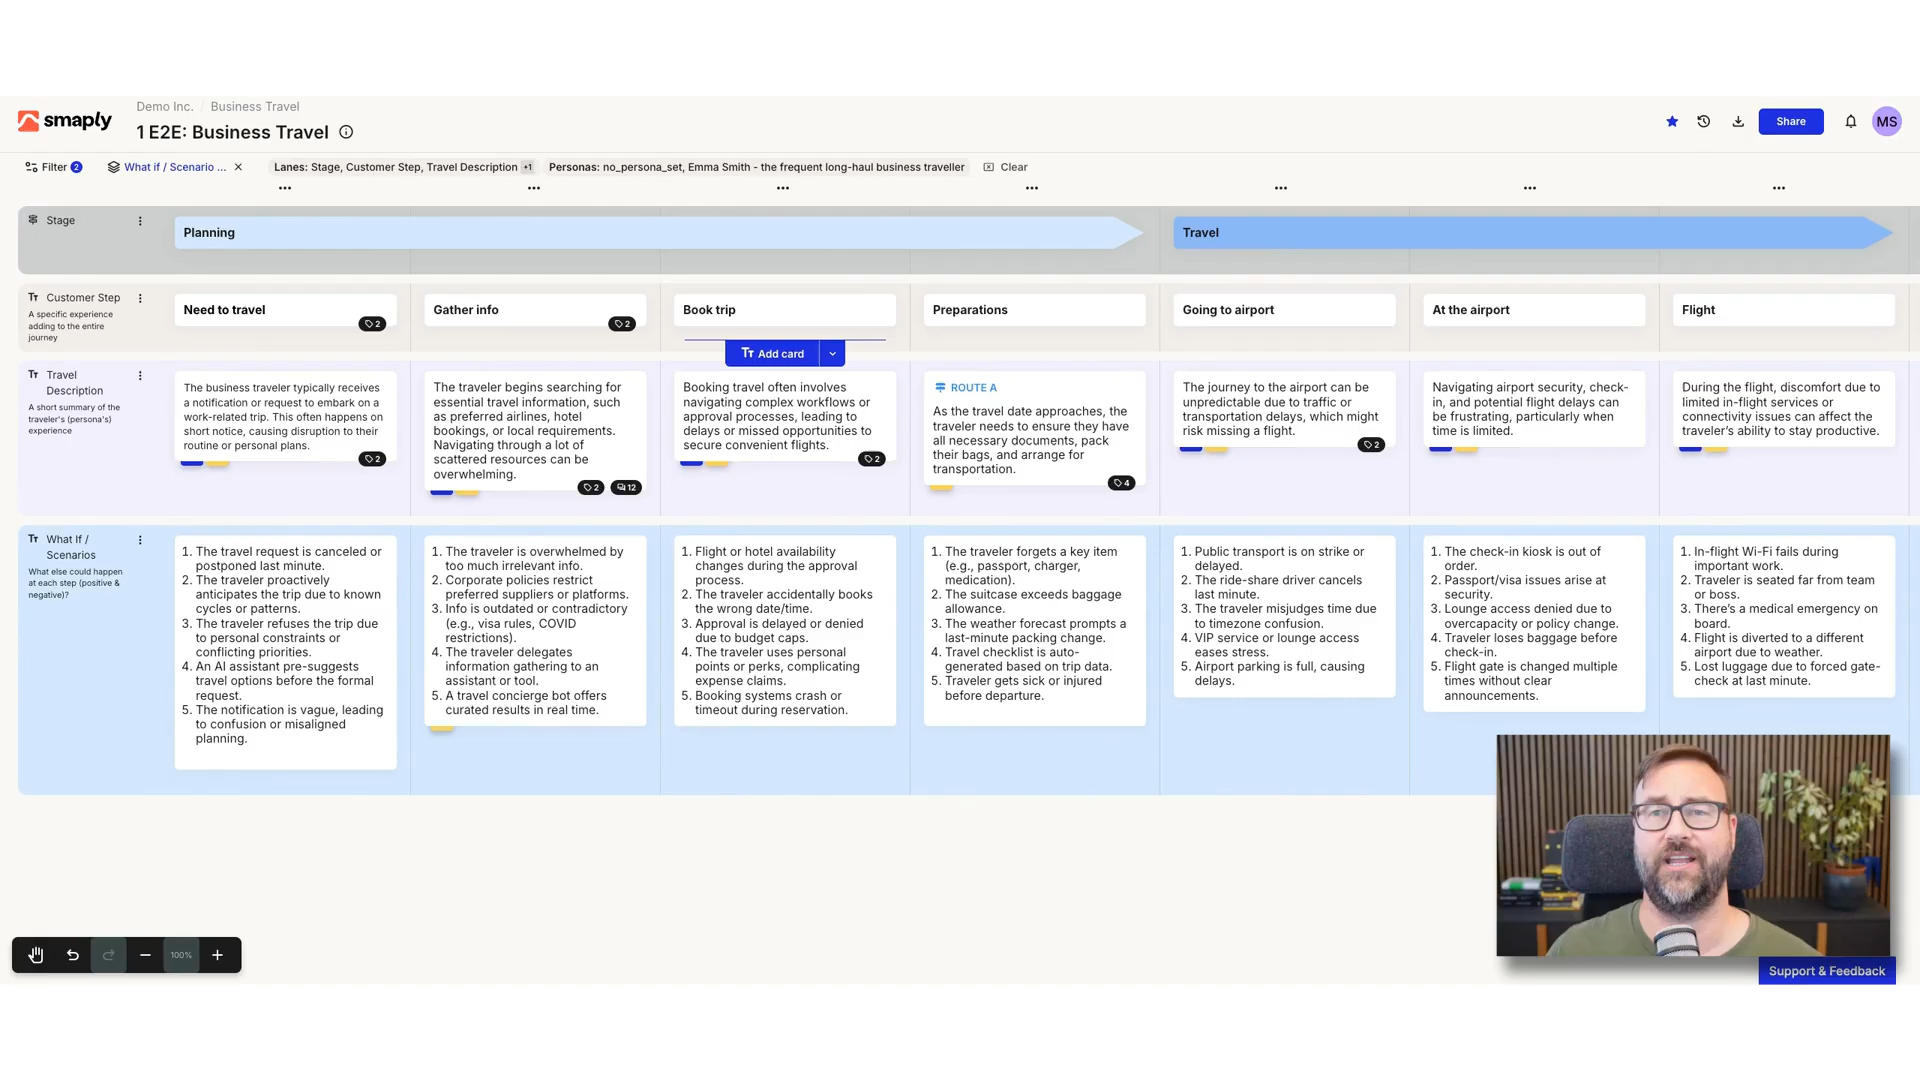 smaply
Demo Inc. / Business Travel
1 E2E: Business Travel
Share
MS
Filter 2
What if / Scenario ...
Lanes: Stage, Customer Step, Travel Description +1
Personas: no_persona_set, Emma Smith - the frequent long-haul business traveller
Clear
Stage
Planning
Travel
Customer Step
A specific experience
adding to the entire
journey
Need to travel
2
Gather info
2
Book trip
Preparations
Going to airport
At the airport
Flight
Add card
Travel
Description
A short summary of the
traveler's (persona's)
experience
The business traveler typically receives
a notification or request to embark on a
work-related trip. This often happens on
short notice, causing disruption to their
routine or personal plans.
2
The traveler begins searching for
essential travel information, such
as preferred airlines, hotel
bookings, or local requirements.
Navigating through a lot of
scattered resources can be
overwhelming.
2
12
Booking travel often involves
navigating complex workflows or
approval processes, leading to
delays or missed opportunities to
secure convenient flights.
2
ROUTE A
As the travel date approaches, the
traveler needs to ensure they have
all necessary documents, pack
their bags, and arrange for
transportation.
4
The journey to the airport can be
unpredictable due to traffic or
transportation delays, which might
risk missing a flight.
2
Navigating airport security, check-
in, and potential flight delays can
be frustrating, particularly when
time is limited.
During the flight, discomfort due to
limited in-flight services or
connectivity issues can affect the
traveler's ability to stay productive.
What If /
Scenarios
What else could happen
at each step (positive &
negative)?
1. The travel request is canceled or
postponed last minute.
2. The traveler proactively
anticipates the trip due to known
cycles or patterns.
3. The traveler refuses the trip due
to personal constraints or
conflicting priorities.
4. An AI assistant pre-suggests
travel options before the formal
request.
5. The notification is vague, leading
to confusion or misaligned
planning.
1. The traveler is overwhelmed by
too much irrelevant info.
2. Corporate policies restrict
preferred suppliers or platforms.
3. Info is outdated or contradictory
(e.g., visa rules, COVID
restrictions).
4. The traveler delegates
information gathering to an
assistant or tool.
5. A travel concierge bot offers
curated results in real time.
1. Flight or hotel availability
changes during the approval
process.
2. The traveler accidentally books
the wrong date/time.
3. Approval is delayed or denied
due to budget caps.
4. The traveler uses personal
points or perks, complicating
expense claims.
5. Booking systems crash or
timeout during reservation.
1. The traveler forgets a key item
(e.g., passport, charger,
medication).
2. The suitcase exceeds baggage
allowance.
3. The weather forecast prompts a
last-minute packing change.
4. Travel checklist is auto-
generated based on trip data.
5. Traveler gets sick or injured
before departure.
1. Public transport is on strike or
delayed.
2. The ride-share driver cancels
last minute.
3. The traveler misjudges time due
to timezone confusion.
4. VIP service or lounge access
eases stress.
5. Airport parking is full, causing
delays.
1. The check-in kiosk is out of
order.
2. Passport/visa issues arise at
security.
3. Lounge access denied due to
overcapacity or policy change.
4. Traveler loses baggage before
check-in.
5. Flight gate is changed multiple
times without clear
announcements.
1. In-flight Wi-Fi fails during
important work.
2. Traveler is seated far from team
or boss.
3. There's a medical emergency on
board.
4. Flight is diverted to a different
airport due to weather.
5. Lost luggage due to forced gate-
check at last minute.
100%
Support & Feedback